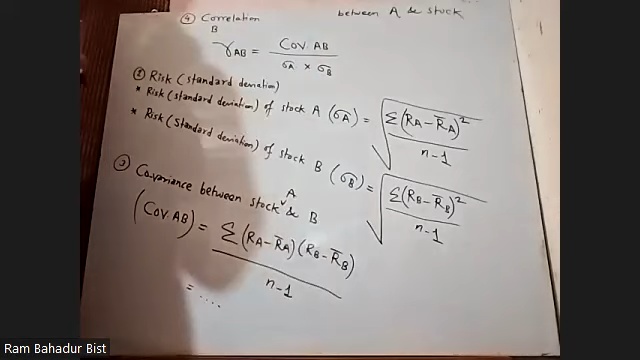 ④ Correlation between A & stock
B
γAB = Cov AB / σA × σB
② Risk (standard deviation)
* Risk (standard deviation) of stock A (σA) = √(Σ(RA – R̄A)² / n-1)
* Risk (Standard deviation) of stock B (σB) = √(Σ(RB – R̄B)² / n-1)
③ Covariance between stock A & B
(Cov AB) = Σ(RA – R̄A)(RB – R̄B) / n-1
= ....
Ram Bahadur Bist